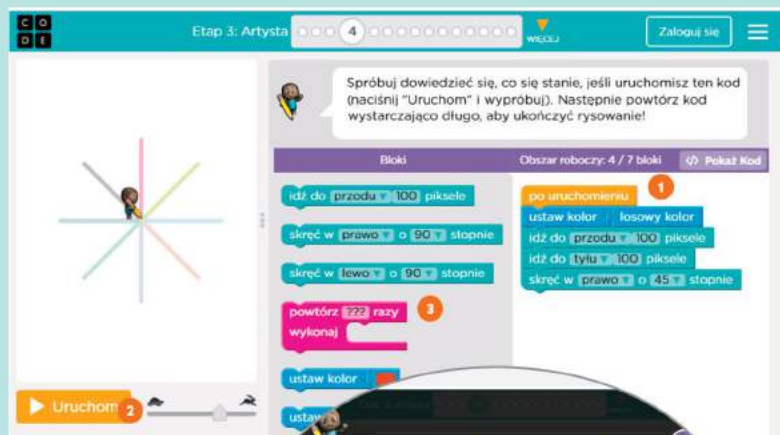 C O
D E
Etap 3: Artysta
4
WIĘCEJ
Zaloguj się
Spróbuj dowiedzieć się, co się stanie, jeśli uruchomisz ten kod
(naciśnij "Uruchom" i wypróbuj). Następnie powtórz kod
wystarczająco długo, aby ukończyć rysowanie!
Bloki
Obszar roboczy: 4 / 7 bloki
</> Pokaż Kod
idź do przodu 100 piksele
skręć w prawo o 90 stopnie
skręć w lewo o 90 stopnie
powtórz ??? razy
wykonaj
3
ustaw kolor
ustaw
po uruchomieniu
1
ustaw kolor losowy kolor
idź do przodu 100 piksele
idź do tyłu 100 piksele
skręć w prawo o 45 stopnie
Uruchom
2